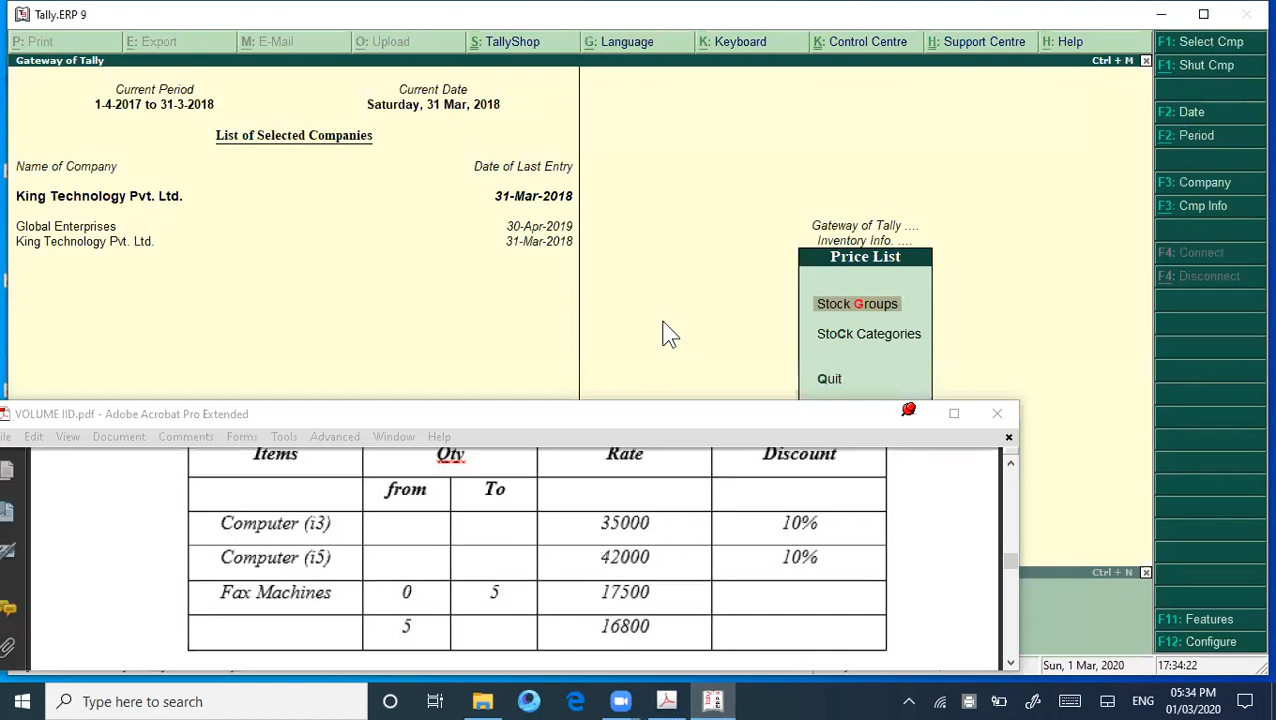 Tally.ERP 9
P: Print E: Export M: E-Mail O: Upload S: TallyShop G: Language K: Keyboard K: Control Centre H: Support Centre H: Help
Gateway of Tally Ctrl + M
Current Period Current Date
1-4-2017 to 31-3-2018 Saturday, 31 Mar, 2018
List of Selected Companies
Name of Company Date of Last Entry
King Technology Pvt. Ltd. 31-Mar-2018
Global Enterprises 30-Apr-2019
King Technology Pvt. Ltd. 31-Mar-2018
Gateway of Tally ....
Inventory Info. ....
Price List
Stock Groups
StoCk Categories
Quit
F1: Select Cmp
F1: Shut Cmp
F2: Date
F2: Period
F3: Company
F3: Cmp Info
F4: Connect
F4: Disconnect
F11: Features
F12: Configure
Ctrl + N
VOLUME IID.pdf - Adobe Acrobat Pro Extended
ile Edit View Document Comments Forms Tools Advanced Window Help
Items Qty Rate Discount
from To
Computer (i3) 35000 10%
Computer (i5) 42000 10%
Fax Machines 0 5 17500
5 16800
Sun, 1 Mar, 2020 17:34:22
Type here to search
ENG
05:34 PM
01/03/2020